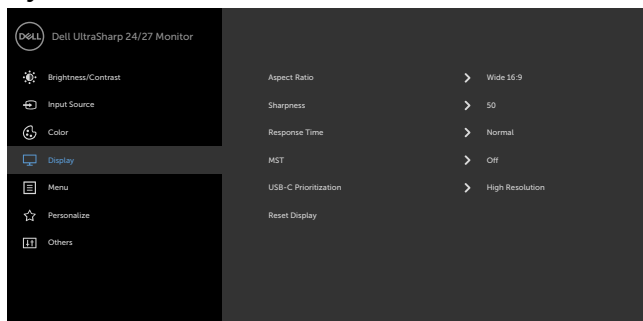 DELL Dell UltraSharp 24/27 Monitor
Brightness/Contrast
Input Source
Color
Display
Menu
Personalize
Others
Aspect Ratio Wide 16:9
Sharpness 50
Response Time Normal
MST Off
USB-C Prioritization High Resolution
Reset Display